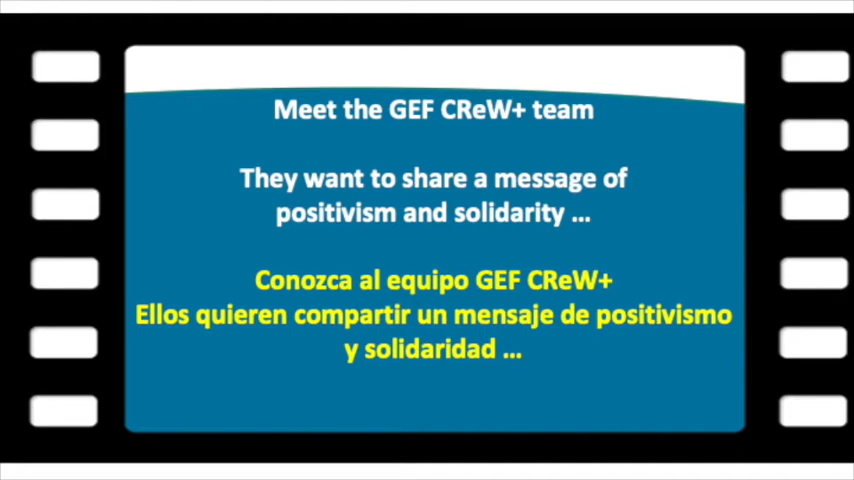 Meet the GEF CReW+ team
They want to share a message of
positivism and solidarity ...
Conozca al equipo GEF CReW+
Ellos quieren compartir un mensaje de positivismo
y solidaridad ...